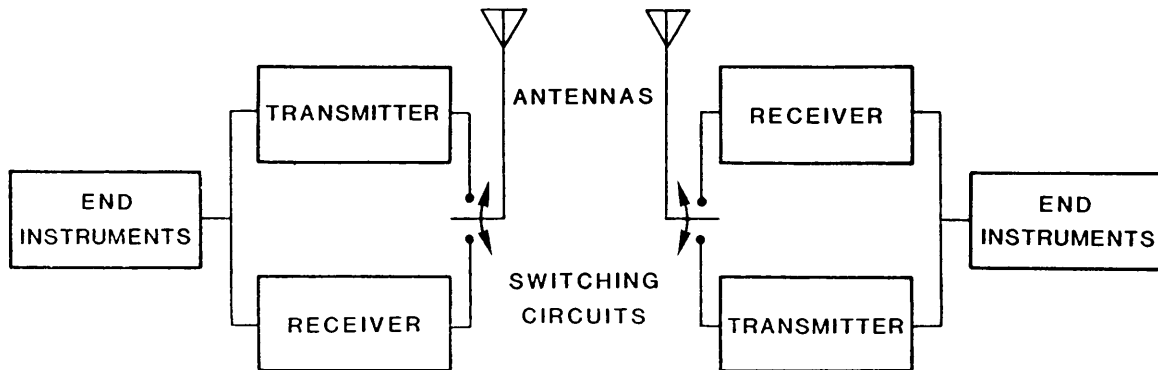 TRANSMITTER
ANTENNAS
RECEIVER
END
INSTRUMENTS
END
INSTRUMENTS
SWITCHING
CIRCUITS
RECEIVER
TRANSMITTER